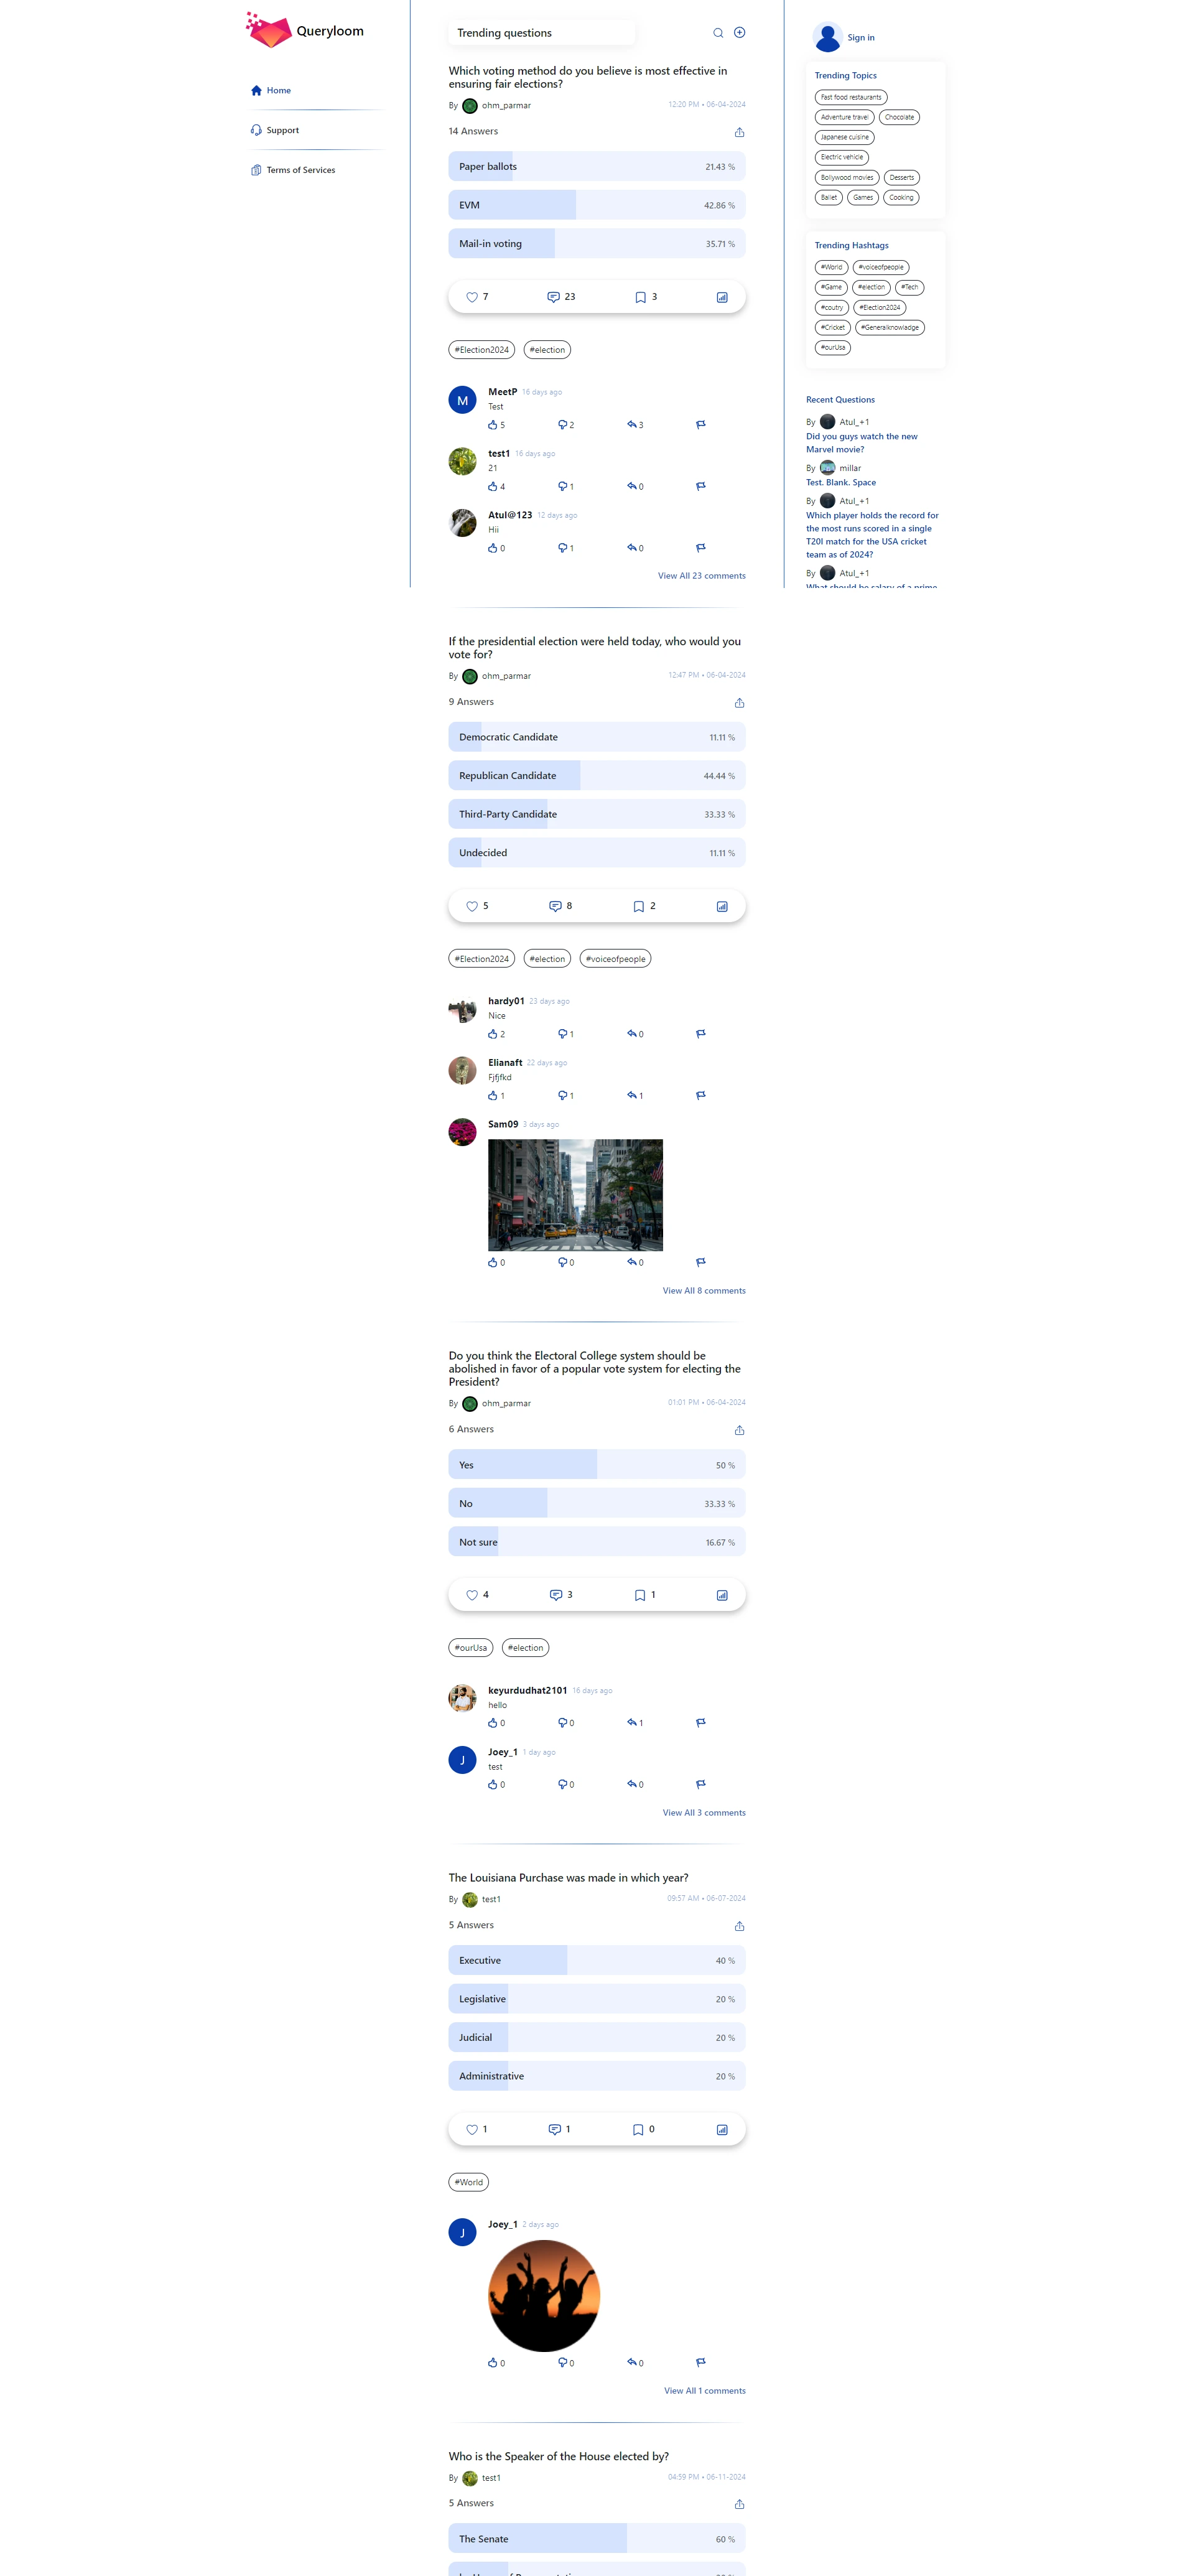 Queryloom
Home
Support
Terms of Services
Trending questions
Which voting method do you believe is most effective in
ensuring fair elections?
By ohm_parmar 12:20 PM • 06-04-2024
14 Answers
Paper ballots 21.43 %
EVM 42.86 %
Mail-in voting 35.71 %
7 23 3
#Election2024 #election
M MeetP 16 days ago
Test
5 2 3
test1 16 days ago
21
4 1 0
Atul@123 12 days ago
Hii
0 1 0
View All 23 comments
If the presidential election were held today, who would you
vote for?
By ohm_parmar 12:47 PM • 06-04-2024
9 Answers
Democratic Candidate 11.11 %
Republican Candidate 44.44 %
Third-Party Candidate 33.33 %
Undecided 11.11 %
5 8 2
#Election2024 #election #voiceofpeople
hardy01 23 days ago
Nice
2 1 0
Elianaft 22 days ago
Fjfjfkd
1 1 1
Sam09 3 days ago
0 0 0
View All 8 comments
Do you think the Electoral College system should be
abolished in favor of a popular vote system for electing the
President?
By ohm_parmar 01:01 PM • 06-04-2024
6 Answers
Yes 50 %
No 33.33 %
Not sure 16.67 %
4 3 1
#ourUsa #election
keyurdudhat2101 16 days ago
hello
0 0 1
J Joey_1 1 day ago
test
0 0 0
View All 3 comments
The Louisiana Purchase was made in which year?
By test1 09:57 AM • 06-07-2024
5 Answers
Executive 40 %
Legislative 20 %
Judicial 20 %
Administrative 20 %
1 1 0
#World
J Joey_1 2 days ago
0 0 0
View All 1 comments
Who is the Speaker of the House elected by?
By test1 04:59 PM • 06-11-2024
5 Answers
The Senate 60 %
Sign in
Trending Topics
Fast food restaurants
Adventure travel Chocolate
Japanese cuisine
Electric vehicle
Bollywood movies Desserts
Ballet Games Cooking
Trending Hashtags
#World #voiceofpeople
#Game #election #Tech
#coutry #Election2024
#Cricket #Generalknowladge
#ourUsa
Recent Questions
By Atul_+1
Did you guys watch the new
Marvel movie?
By millar
Test. Blank. Space
By Atul_+1
Which player holds the record for
the most runs scored in a single
T20I match for the USA cricket
team as of 2024?
By Atul_+1
What should be salary of a prime